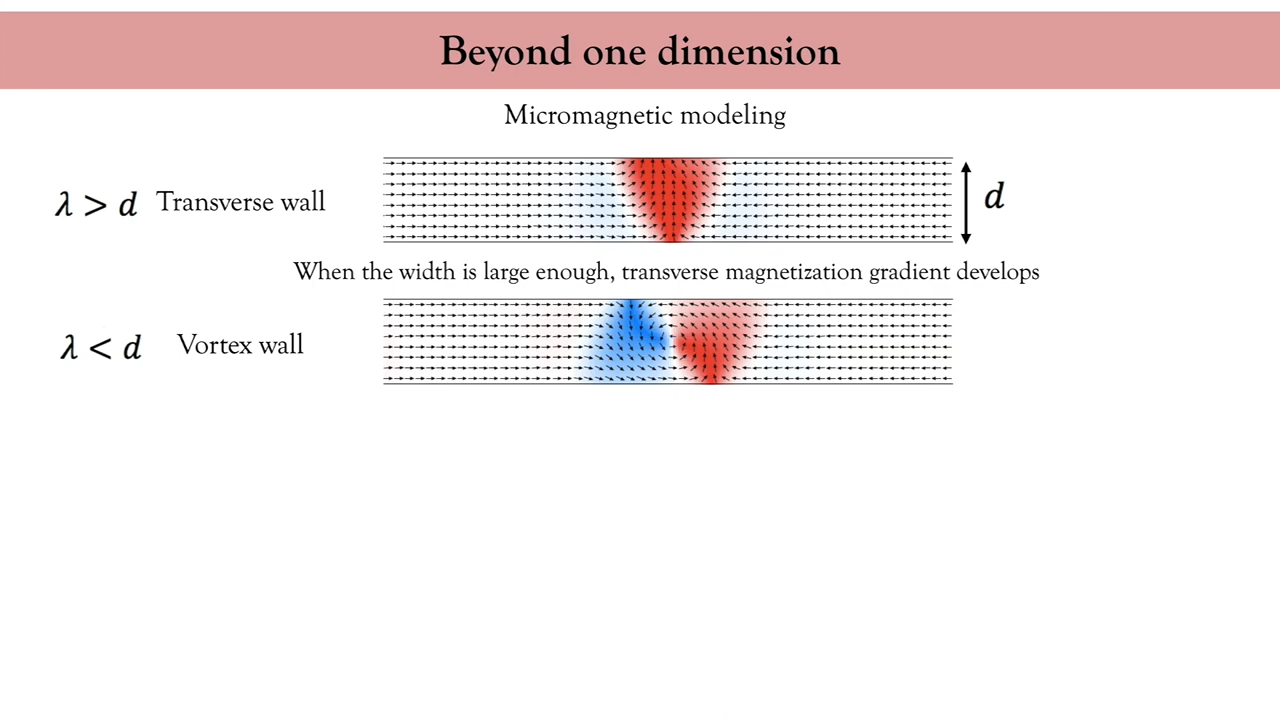 Beyond one dimension
Micromagnetic modeling
λ > d Transverse wall
d
When the width is large enough, transverse magnetization gradient develops
λ < d Vortex wall